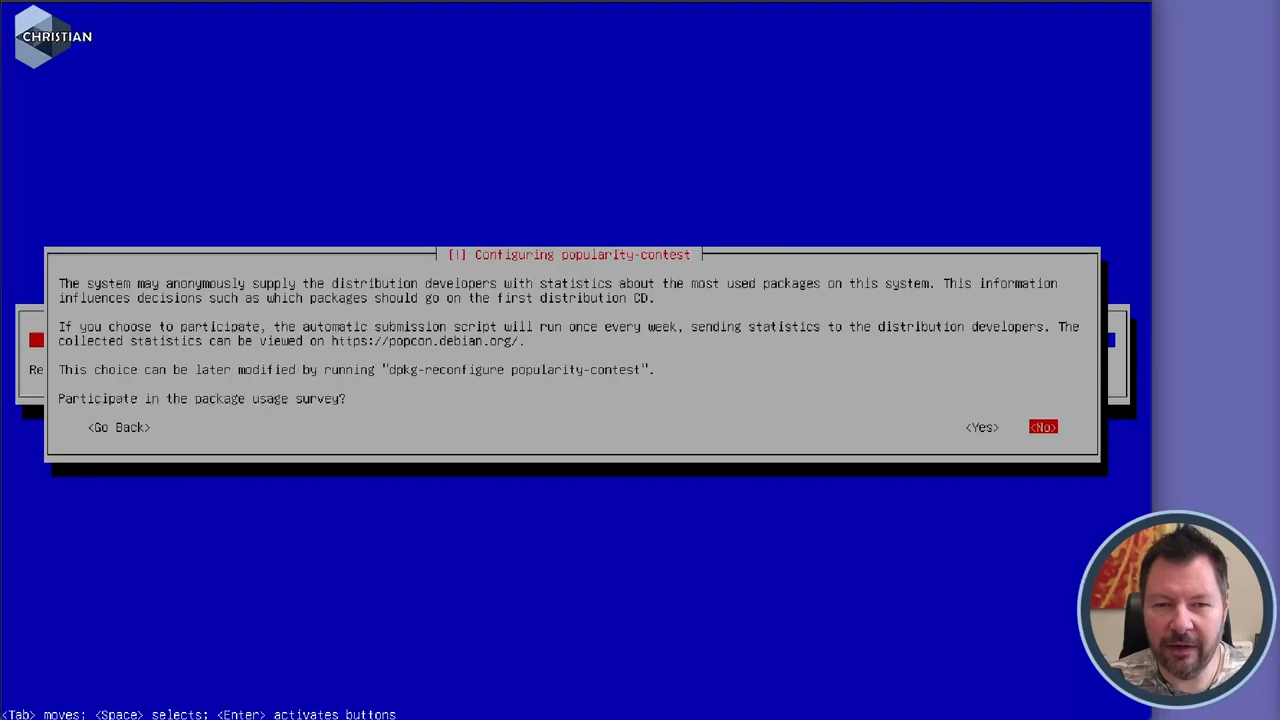 CHRISTIAN
[!] Configuring popularity-contest
The system may anonymously supply the distribution developers with statistics about the most used packages on this system. This information
influences decisions such as which packages should go on the first distribution CD.
If you choose to participate, the automatic submission script will run once every week, sending statistics to the distribution developers. The
collected statistics can be viewed on https://popcon.debian.org/.
Re
This choice can be later modified by running "dpkg-reconfigure popularity-contest".
Participate in the package usage survey?
<Go Back> <Yes> <No>
<Tab> moves; <Space> selects; <Enter> activates buttons